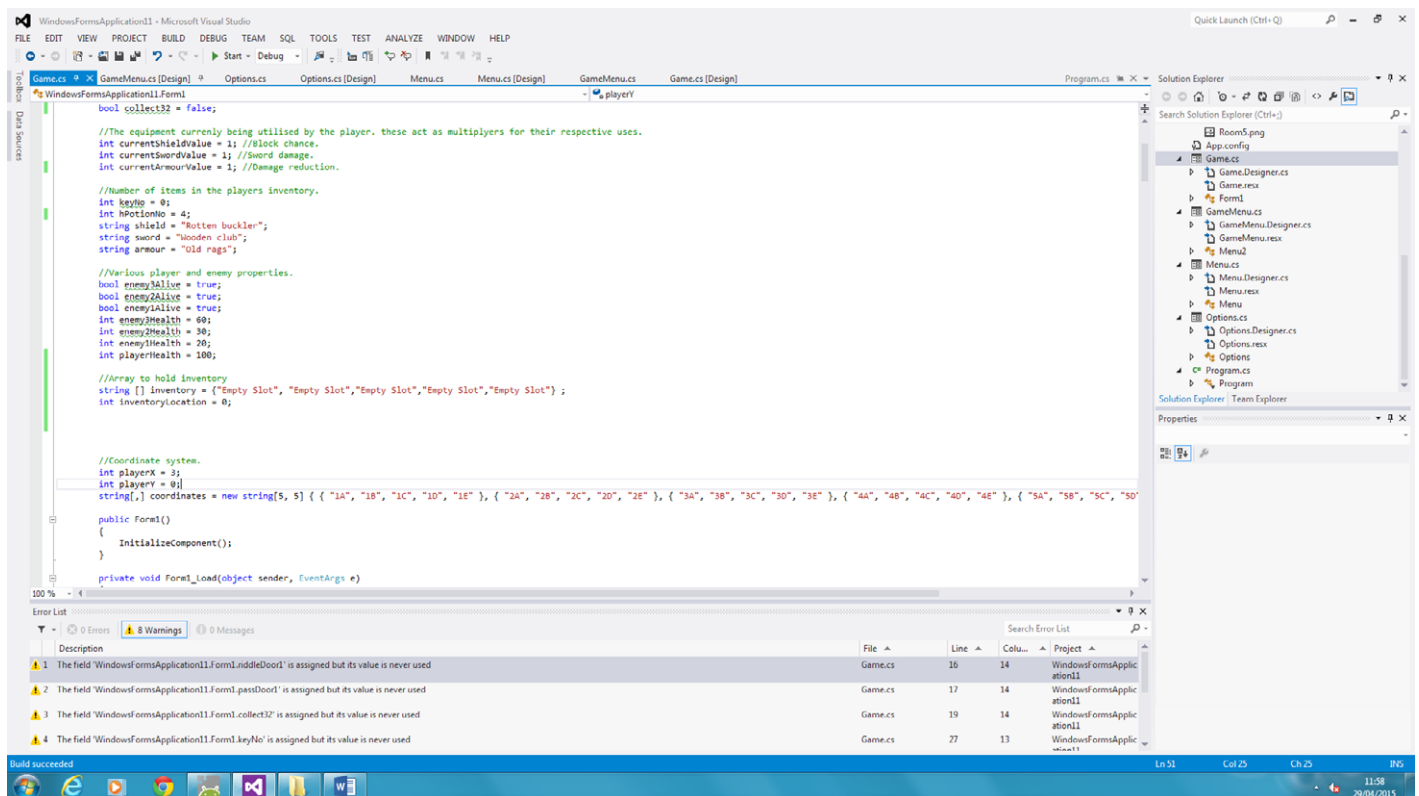 WindowsFormsApplication11 - Microsoft Visual Studio
Quick Launch (Ctrl+Q)
FILE EDIT VIEW PROJECT BUILD DEBUG TEAM SQL TOOLS TEST ANALYZE WINDOW HELP
Start - Debug
Game.cs GameMenu.cs [Design] Options.cs Options.cs [Design] Menu.cs Menu.cs [Design] GameMenu.cs Game.cs [Design] Program.cs
Toolbox
Data Sources
WindowsFormsApplication11.Form1 playerY
bool collect32 = false;
//The equipment currenly being utilised by the player. these act as multiplyers for their respective uses.
int currentShieldValue = 1; //Block chance.
int currentSwordValue = 1; //Sword damage.
int currentArmourValue = 1; //Damage reduction.
//Number of items in the players inventory.
int keyNo = 0;
int hPotionNo = 4;
string shield = "Rotten buckler";
string sword = "Wooden club";
string armour = "Old rags";
//Various player and enemy properties.
bool enemy3Alive = true;
bool enemy2Alive = true;
bool enemy1Alive = true;
int enemy3Health = 60;
int enemy2Health = 30;
int enemy1Health = 20;
int playerHealth = 100;
//Array to hold inventory
string [] inventory = {"Empty Slot", "Empty Slot","Empty Slot","Empty Slot","Empty Slot"} ;
int inventoryLocation = 0;
//Coordinate system.
int playerX = 3;
int playerY = 0;
string[,] coordinates = new string[5, 5] { { "1A", "1B", "1C", "1D", "1E" }, { "2A", "2B", "2C", "2D", "2E" }, { "3A", "3B", "3C", "3D", "3E" }, { "4A", "4B", "4C", "4D", "4E" }, { "5A", "5B", "5C", "5D"
public Form1()
{
InitializeComponent();
}
private void Form1_Load(object sender, EventArgs e)
100 %
Solution Explorer
Search Solution Explorer (Ctrl+;)
Room5.png
App.config
Game.cs
Game.Designer.cs
Game.resx
Form1
GameMenu.cs
GameMenu.Designer.cs
GameMenu.resx
Menu2
Menu.cs
Menu.Designer.cs
Menu.resx
Menu
Options.cs
Options.Designer.cs
Options.resx
Options
C# Program.cs
Program
Solution Explorer Team Explorer
Properties
Error List
0 Errors 8 Warnings 0 Messages Search Error List
Description File Line Colu... Project
1 The field 'WindowsFormsApplication11.Form1.riddleDoor1' is assigned but its value is never used Game.cs 16 14 WindowsFormsApplic
ation11
2 The field 'WindowsFormsApplication11.Form1.passDoor1' is assigned but its value is never used Game.cs 17 14 WindowsFormsApplic
ation11
3 The field 'WindowsFormsApplication11.Form1.collect32' is assigned but its value is never used Game.cs 19 14 WindowsFormsApplic
ation11
4 The field 'WindowsFormsApplication11.Form1.keyNo' is assigned but its value is never used Game.cs 27 13 WindowsFormsApplic
ation11
Build succeeded Ln 51 Col 25 Ch 25 INS
11:58
29/04/2015